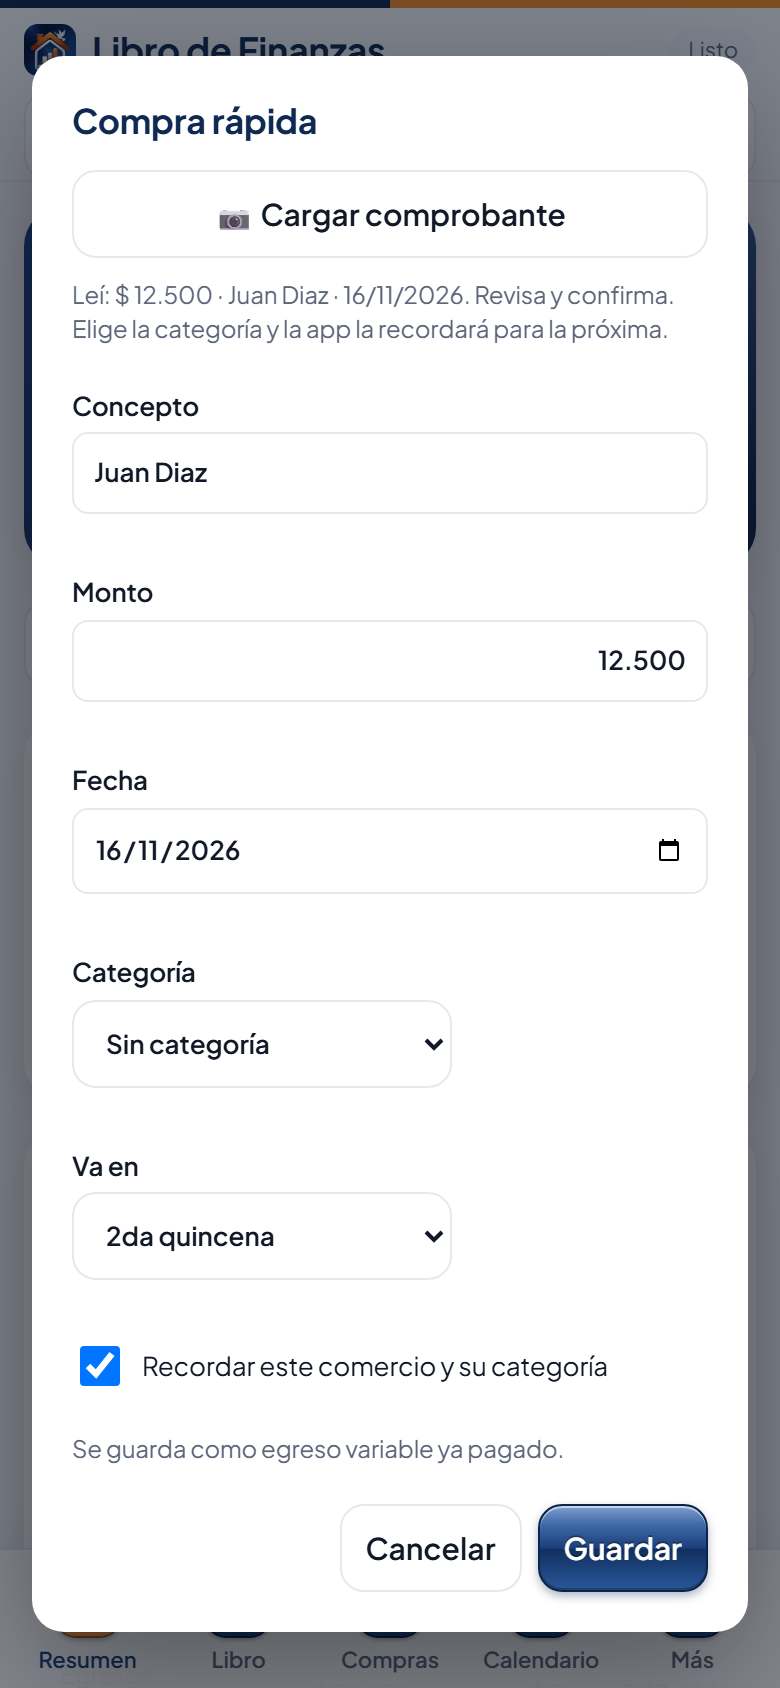 Libro de Finanzas
Listo
Compra rápida
Cargar comprobante
Leí: $ 12.500 · Juan Diaz · 16/11/2026. Revisa y confirma.
Elige la categoría y la app la recordará para la próxima.
Concepto
Juan Diaz
Monto
12.500
Fecha
16/11/2026
Categoría
Sin categoría
Va en
2da quincena
Recordar este comercio y su categoría
Se guarda como egreso variable ya pagado.
Cancelar Guardar
Resumen Libro Compras Calendario Más